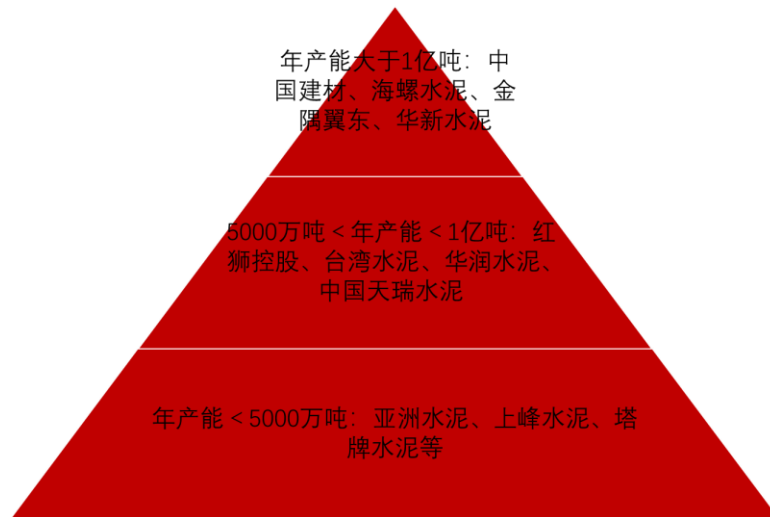 年产能大于1亿吨：中
国建材、海螺水泥、金
隅翼东、华新水泥
5000万吨＜年产能＜1亿吨：红
狮控股、台湾水泥、华润水泥、
中国天瑞水泥
年产能＜5000万吨：亚洲水泥、上峰水泥、塔
牌水泥等